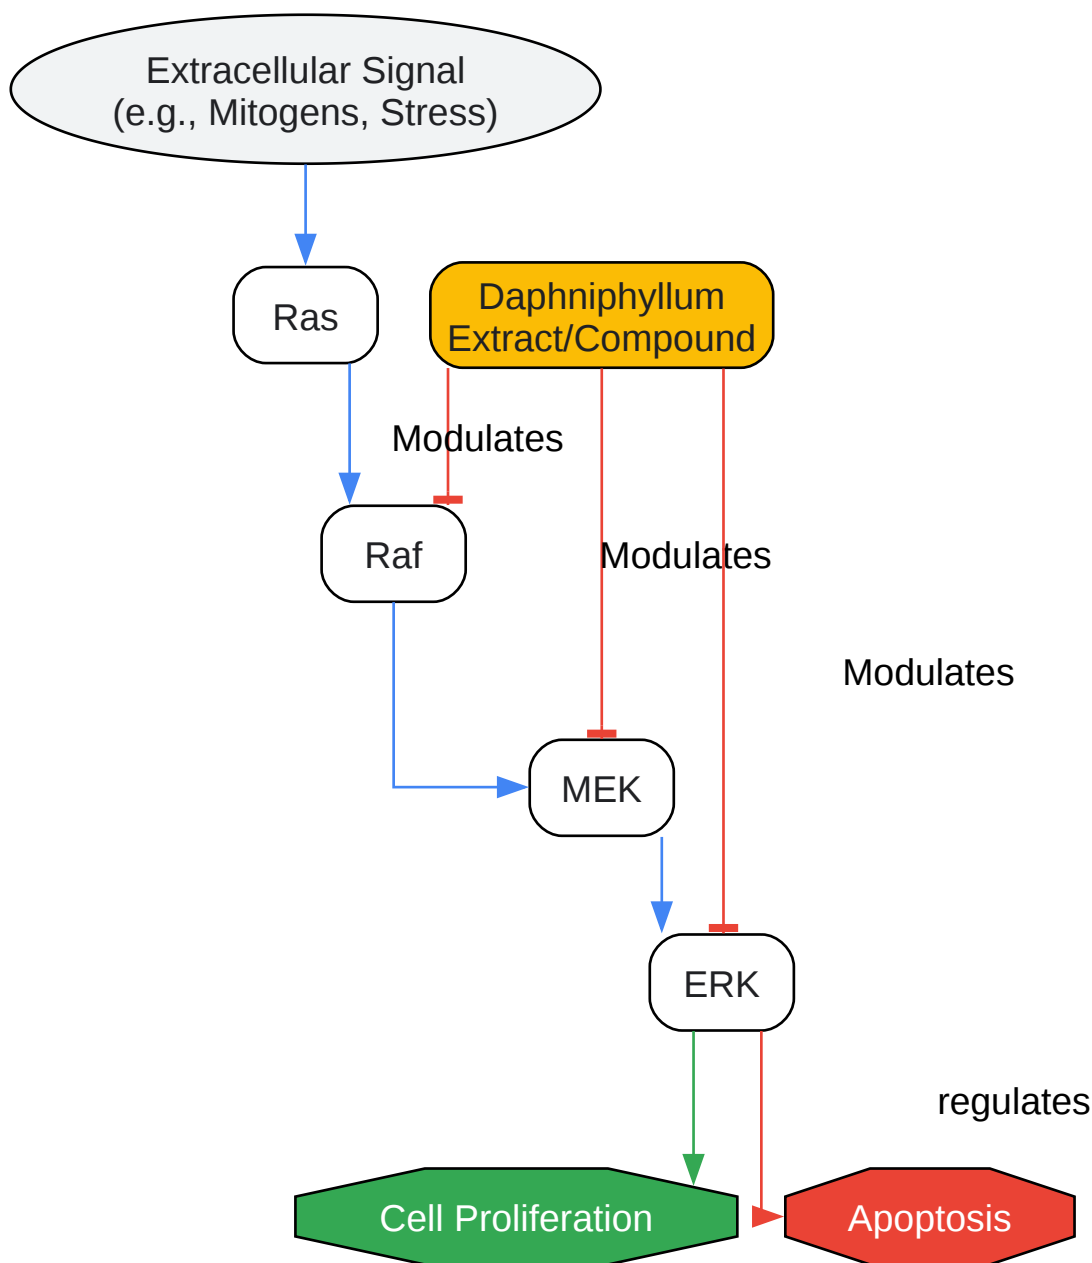 Extracellular Signal
(e.g., Mitogens, Stress)
Ras
Daphniphyllum
Extract/Compound
Modulates
Raf
Modulates
Modulates
MEK
ERK
regulates
Cell Proliferation
Apoptosis